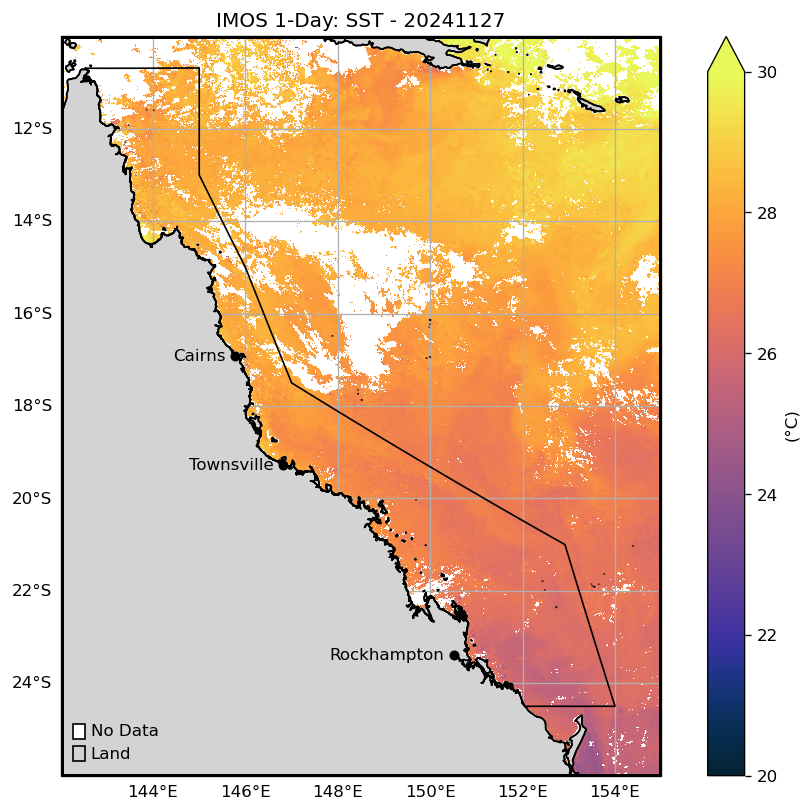 IMOS 1-Day: SST - 20241127
12°S
14°S
16°S
18°S
20°S
22°S
24°S
Cairns
Townsville
Rockhampton
No Data
Land
144°E 146°E 148°E 150°E 152°E 154°E
30
28
26
24
22
20
(°C)